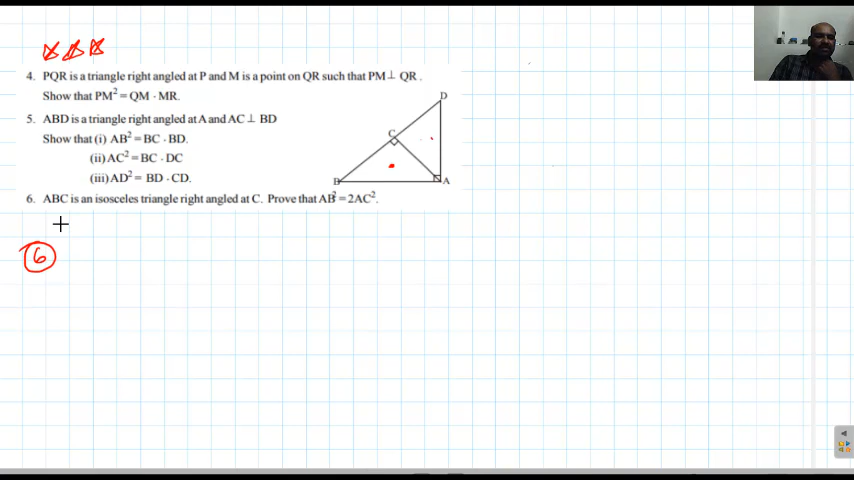 4. PQR is a triangle right angled at P and M is a point on QR such that PM ⊥ QR .
Show that PM² = QM · MR.
5. ABD is a triangle right angled at A and AC ⊥ BD
Show that (i) AB² = BC · BD.
(ii) AC² = BC · DC
(iii) AD² = BD · CD.
D
C
B
A
6. ABC is an isosceles triangle right angled at C. Prove that AB² = 2AC².
6